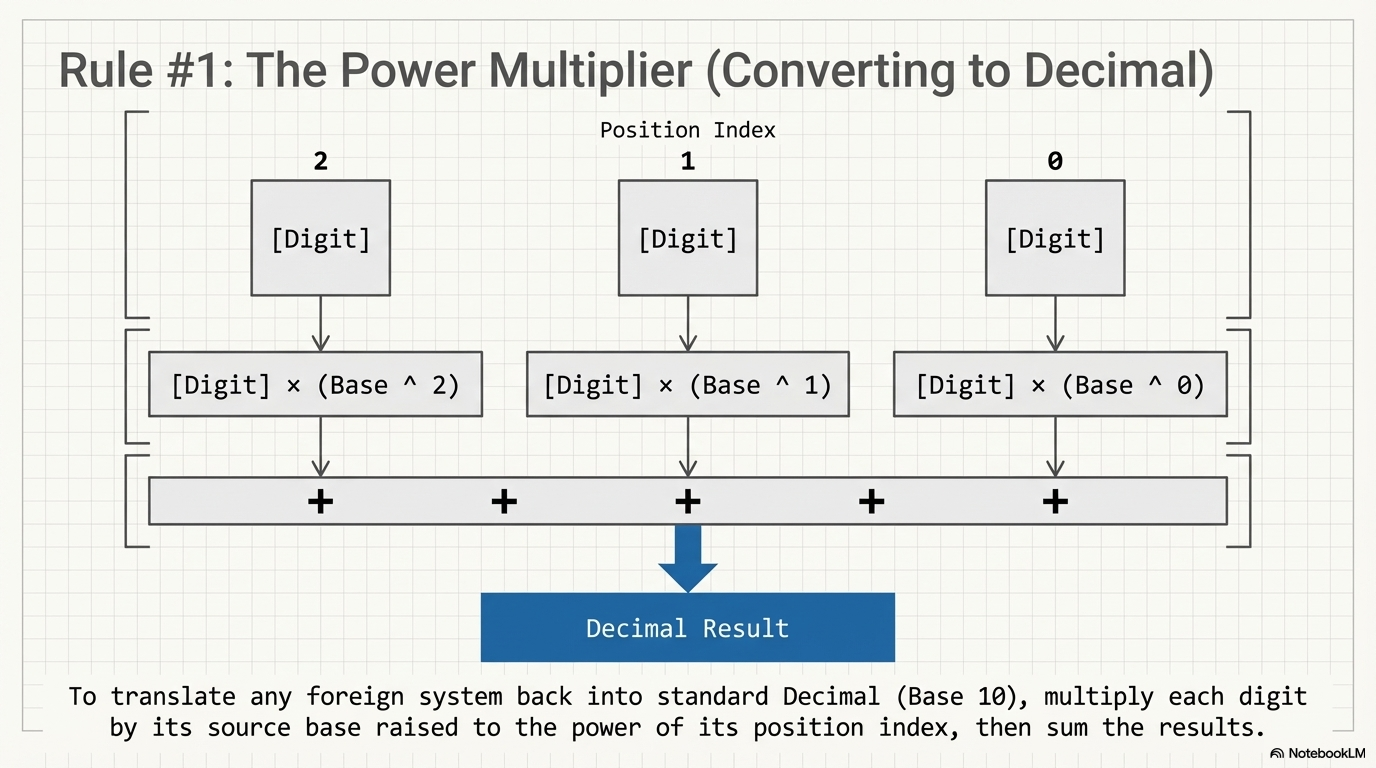 Rule #1: The Power Multiplier (Converting to Decimal)
Position Index
2 1 0
[Digit] [Digit] [Digit]
[Digit] × (Base ^ 2) [Digit] × (Base ^ 1) [Digit] × (Base ^ 0)
+ + + + +
Decimal Result
To translate any foreign system back into standard Decimal (Base 10), multiply each digit
by its source base raised to the power of its position index, then sum the results.
NotebookLM